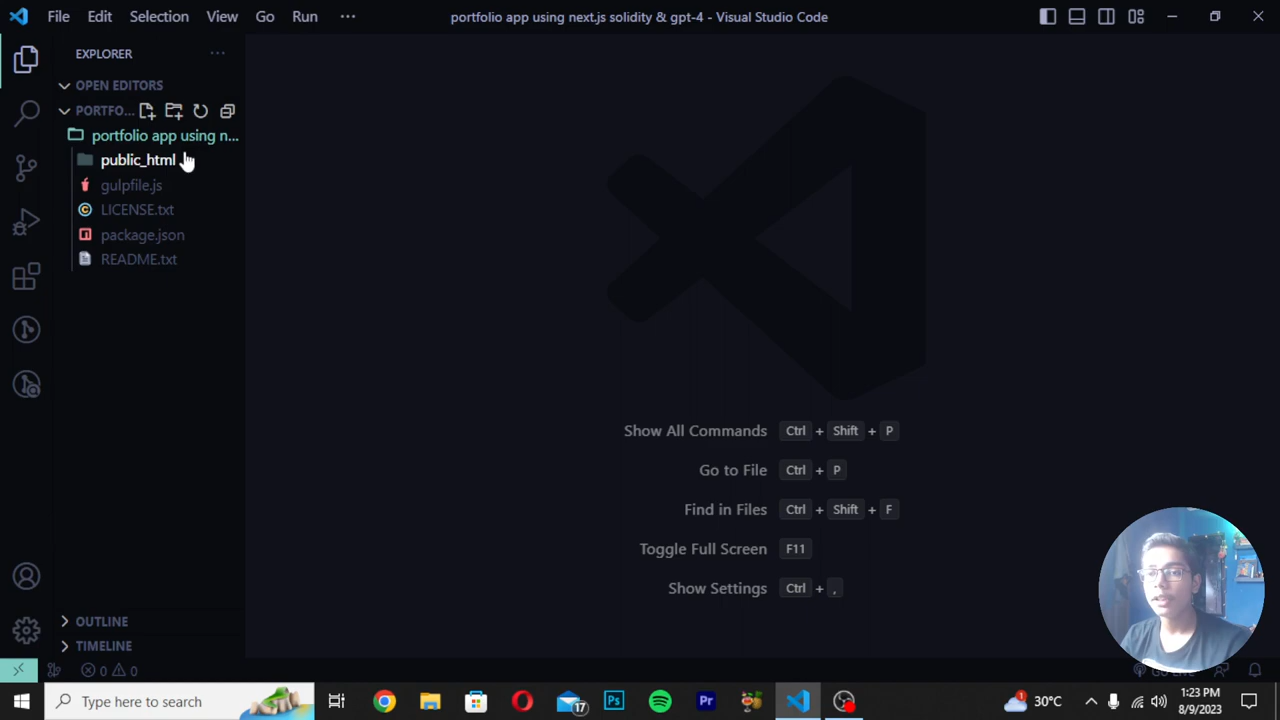 File Edit Selection View Go Run ···
portfolio app using next.js solidity & gpt-4 - Visual Studio Code
EXPLORER
OPEN EDITORS
PORTFO...
portfolio app using n...
public_html
gulpfile.js
LICENSE.txt
package.json
README.txt
Show All Commands Ctrl + Shift + P
Go to File Ctrl + P
Find in Files Ctrl + Shift + F
Toggle Full Screen F11
Show Settings Ctrl + ,
OUTLINE
TIMELINE
0 0
Type here to search
17
Ps
Pr
1
30°C
1:23 PM
8/9/2023